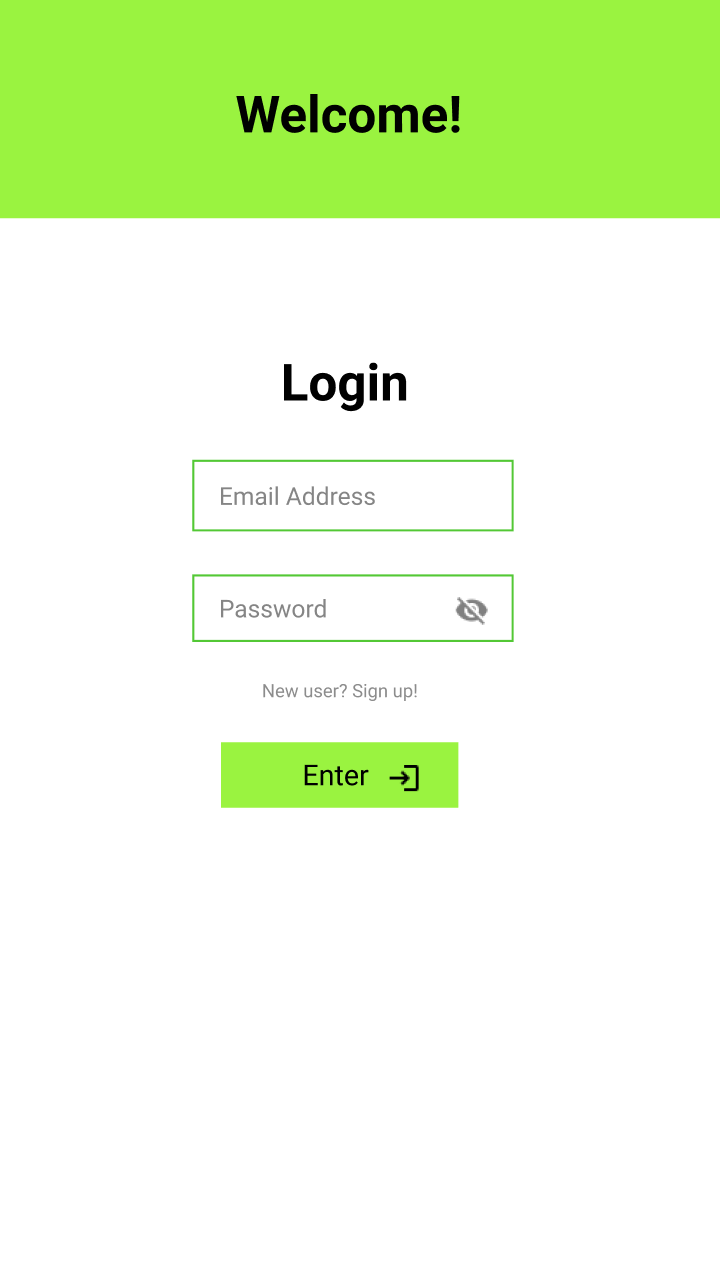 Welcome!
Login
Email Address
Password
New user? Sign up!
Enter